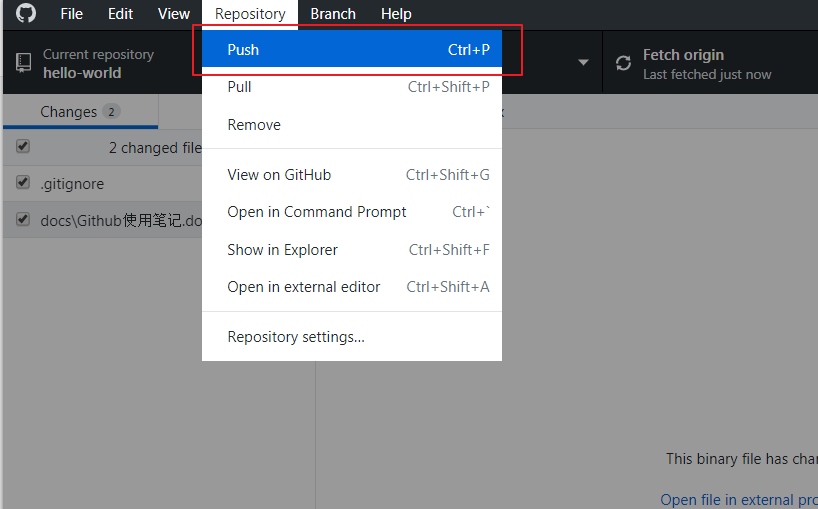 File Edit View Repository Branch Help
Current repository
hello-world
Fetch origin
Last fetched just now
Push Ctrl+P
Pull Ctrl+Shift+P
Remove
View on GitHub Ctrl+Shift+G
Open in Command Prompt Ctrl+`
Show in Explorer Ctrl+Shift+F
Open in external editor Ctrl+Shift+A
Repository settings...
Changes 2
2 changed file
.gitignore
docs\Github使用笔记.do
This binary file has
Open file in external